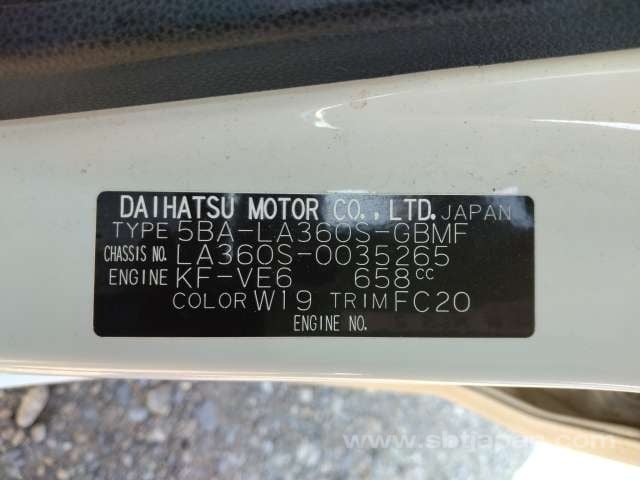 DAIHATSU MOTOR CO., LTD. JAPAN
TYPE 5BA-LA360S-GBMF
CHASSIS NO. LA360S-0035265
ENGINE KF-VE6 658cc
COLOR W19 TRIM FC20
ENGINE NO.
www.sbtjapan.com